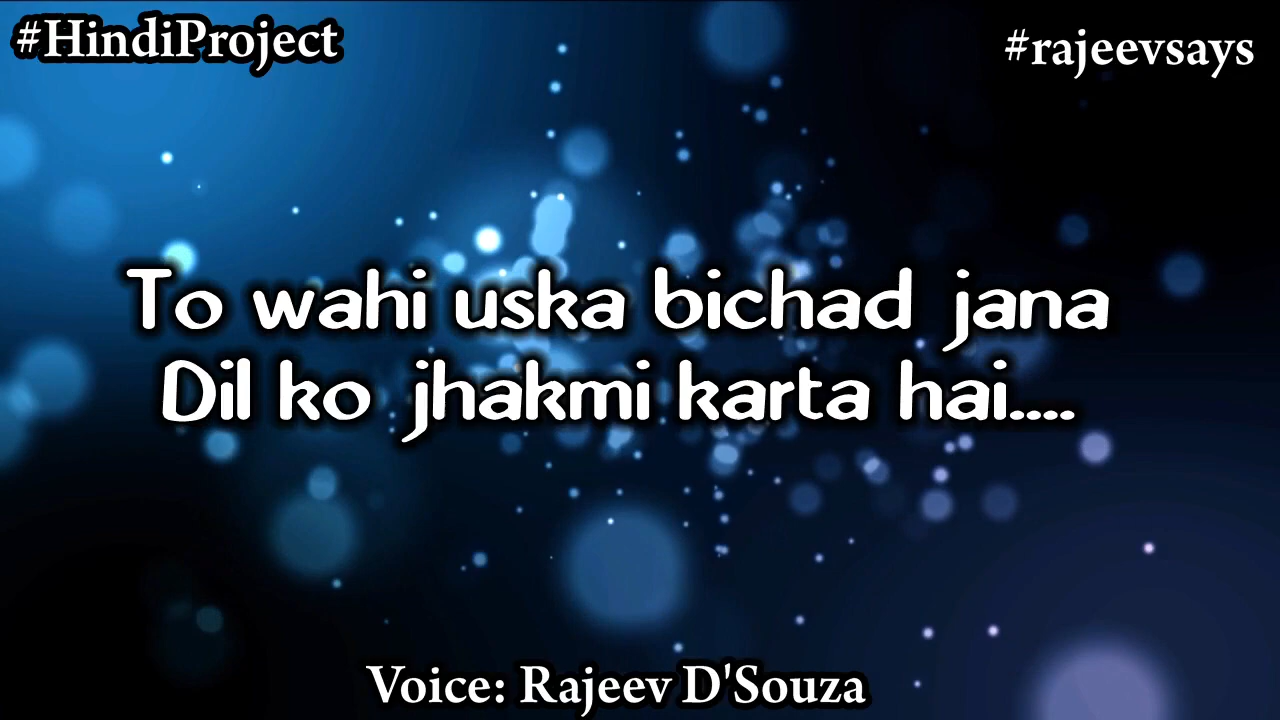 #HindiProject
#rajeevsays
To wahi uska bichad jana
Dil ko jhakmi karta hai....
Voice: Rajeev D'Souza